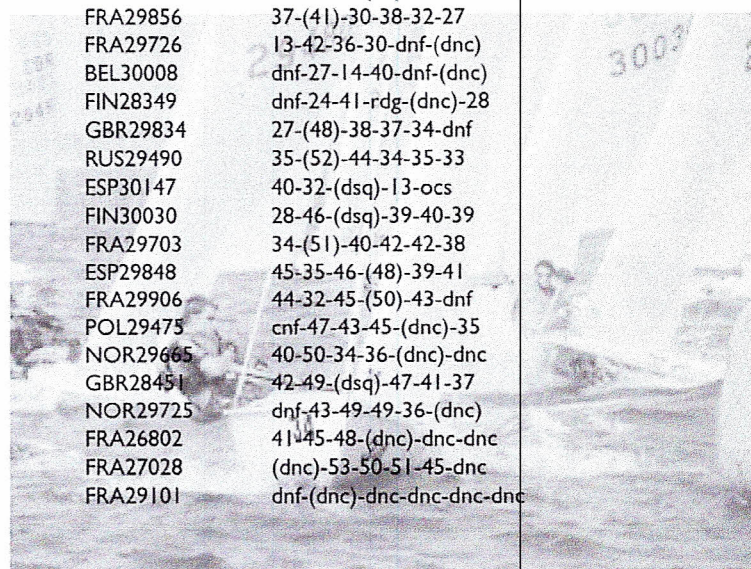 FRA29856 37-(41)-30-38-32-27
FRA29726 13-42-36-30-dnf-(dnc)
BEL30008 dnf-27-14-40-dnf-(dnc)
FIN28349 dnf-24-41-rdg-(dnc)-28
GBR29834 27-(48)-38-37-34-dnf
RUS29490 35-(52)-44-34-35-33
ESP30147 40-32-(dsq)-13-ocs
FIN30030 28-46-(dsq)-39-40-39
FRA29703 34-(51)-40-42-42-38
ESP29848 45-35-46-(48)-39-41
FRA29906 44-32-45-(50)-43-dnf
POL29475 cnf-47-43-45-(dnc)-35
NOR29665 40-50-34-36-(dnc)-dnc
GBR28451 42-49-(dsq)-47-41-37
NOR29725 dnf-43-49-49-36-(dnc)
FRA26802 41-45-48-(dnc)-dnc-dnc
FRA27028 (dnc)-53-50-51-45-dnc
FRA29101 dnf-(dnc)-dnc-dnc-dnc-dnc
3003